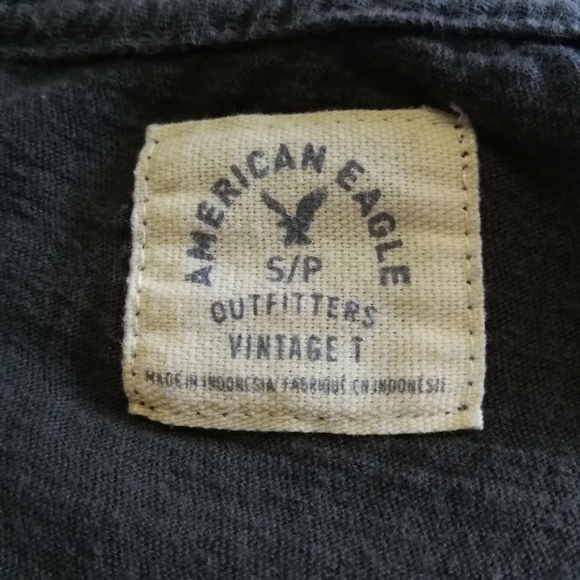 AMERICAN EAGLE
S/P
OUTFITTERS
VINTAGE T
MADE IN INDONESIA/FABRIQUÉ EN INDONÉSIE